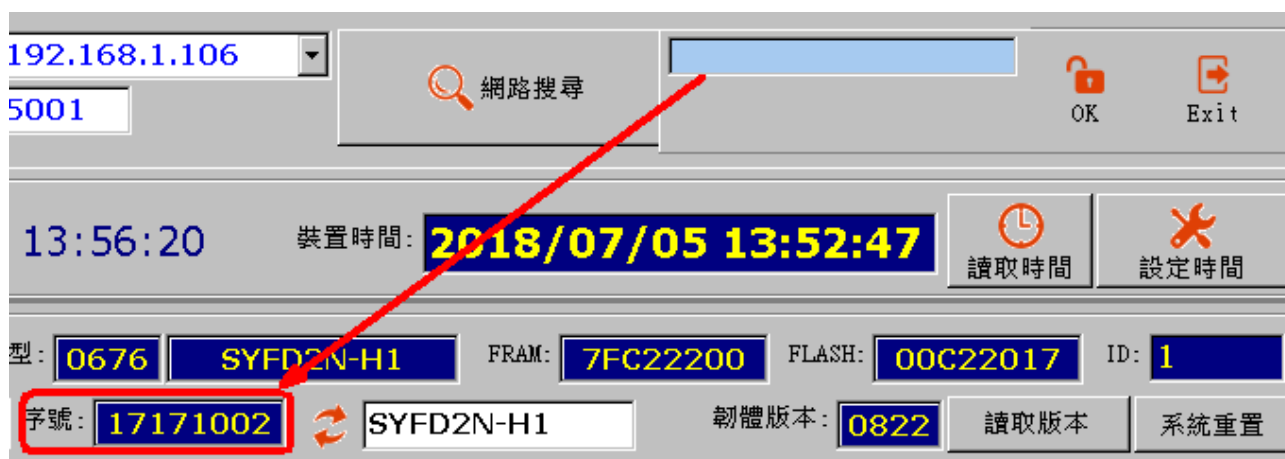 192.168.1.106
網路搜尋
OK
Exit
5001
13:56:20
裝置時間:
2018/07/05 13:52:47
讀取時間
設定時間
型: 0676 SYFD2N-H1 FRAM: 7FC22200 FLASH: 00C22017 ID: 1
字號: 17171002 SYFD2N-H1 韌體版本: 0822 讀取版本 系統重置